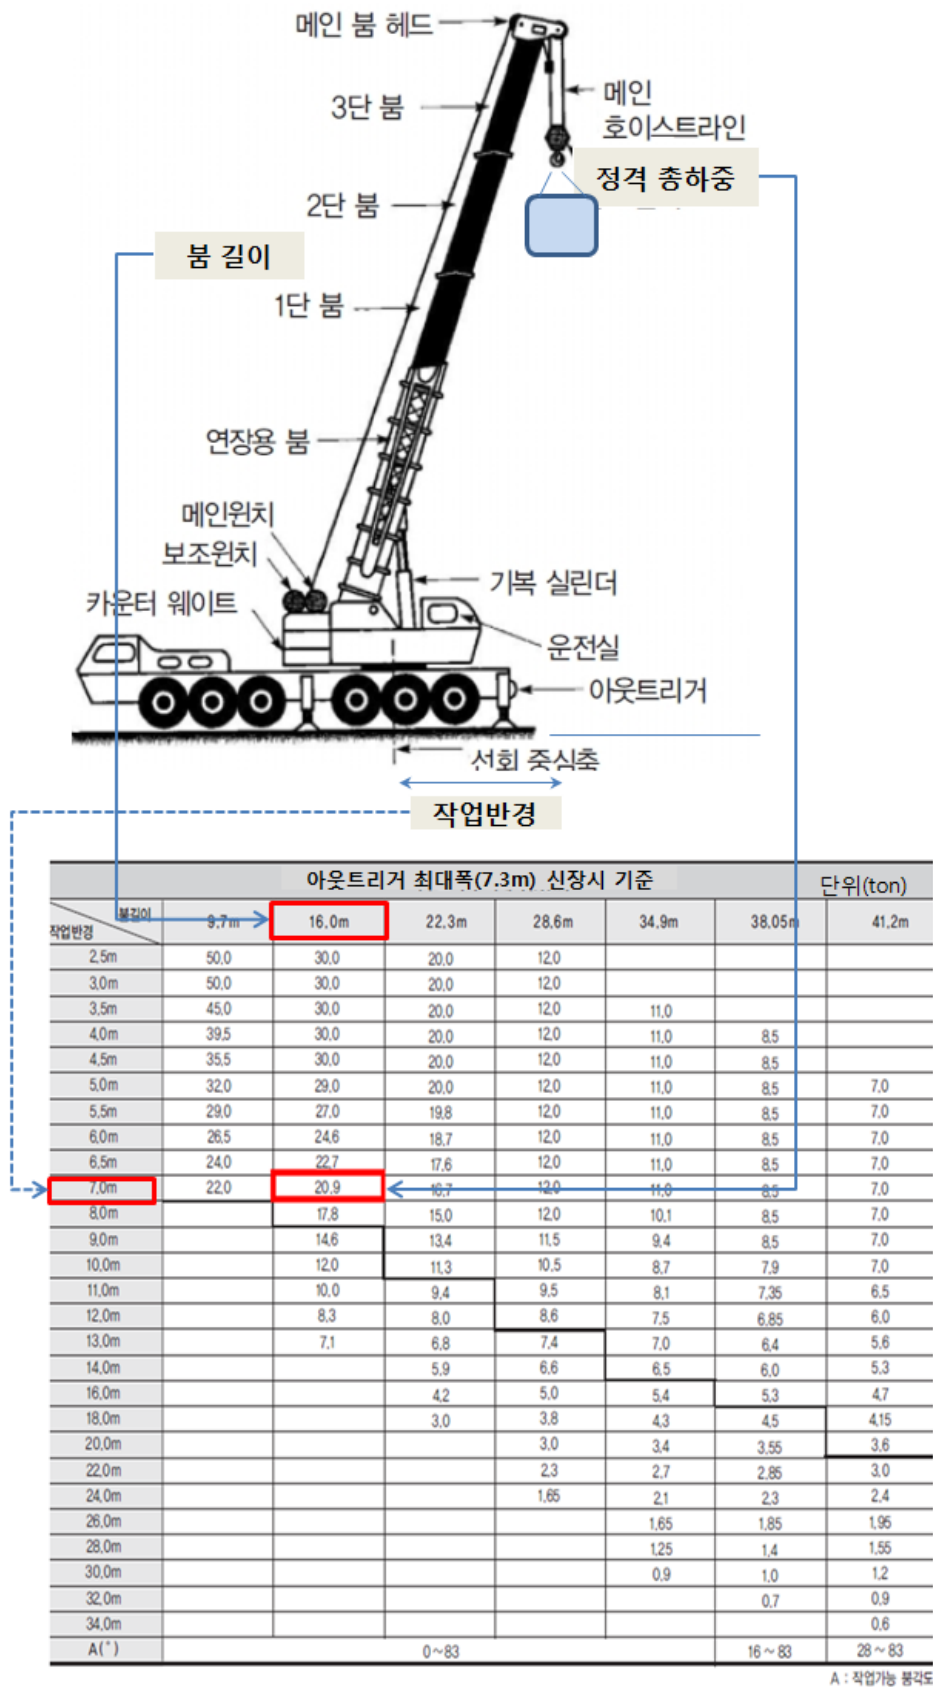 메인 붐 헤드
3단 붐
메인
호이스트라인
정격 총하중
2단 붐
붐 길이
1단 붐
연장용 붐
메인윈치
보조윈치
기복 실린더
카운터 웨이트
운전실
아웃트리거
선회 중심축
작업반경
아웃트리거 최대폭(7.3m) 신장시 기준 단위(ton)
작업반경 붐길이 9.7m 16.0m 22.3m 28.6m 34.9m 38.05m 41.2m
2.5m 50.0 30.0 20.0 12.0
3.0m 50.0 30.0 20.0 12.0
3.5m 45.0 30.0 20.0 12.0 11.0
4.0m 39.5 30.0 20.0 12.0 11.0 8.5
4.5m 35.5 30.0 20.0 12.0 11.0 8.5
5.0m 32.0 29.0 20.0 12.0 11.0 8.5 7.0
5.5m 29.0 27.0 19.8 12.0 11.0 8.5 7.0
6.0m 26.5 24.6 18.7 12.0 11.0 8.5 7.0
6.5m 24.0 22.7 17.6 12.0 11.0 8.5 7.0
7.0m 22.0 20.9 16.7 12.0 11.0 8.5 7.0
8.0m 17.8 15.0 12.0 10.1 8.5 7.0
9.0m 14.6 13.4 11.5 9.4 8.5 7.0
10.0m 12.0 11.3 10.5 8.7 7.9 7.0
11.0m 10.0 9.4 9.5 8.1 7.35 6.5
12.0m 8.3 8.0 8.6 7.5 6.85 6.0
13.0m 7.1 6.8 7.4 7.0 6.4 5.6
14.0m 5.9 6.6 6.5 6.0 5.3
16.0m 4.2 5.0 5.4 5.3 4.7
18.0m 3.0 3.8 4.3 4.5 4.15
20.0m 3.0 3.4 3.55 3.6
22.0m 2.3 2.7 2.85 3.0
24.0m 1.65 2.1 2.3 2.4
26.0m 1.65 1.85 1.95
28.0m 1.25 1.4 1.55
30.0m 0.9 1.0 1.2
32.0m 0.7 0.9
34.0m 0.6
A(°) 0~83 16~83 28~83
A : 작업가능 붐각도